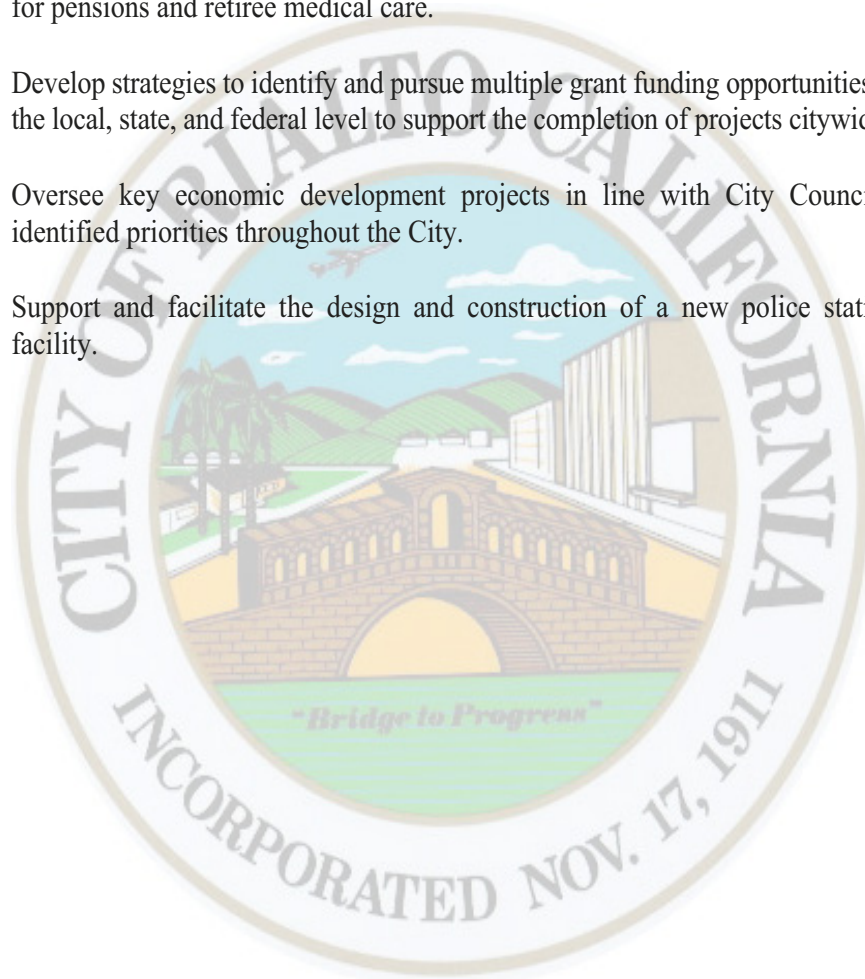 for pensions and retiree medical care.
Develop strategies to identify and pursue multiple grant funding opportunities
the local, state, and federal level to support the completion of projects citywid
Oversee key economic development projects in line with City Counc
identified priorities throughout the City.
Support and facilitate the design and construction of a new police stat
facility.
CITY OF RIALTO, CALIFORNIA
"Bridge to Progress"
INCORPORATED NOV. 17, 1911